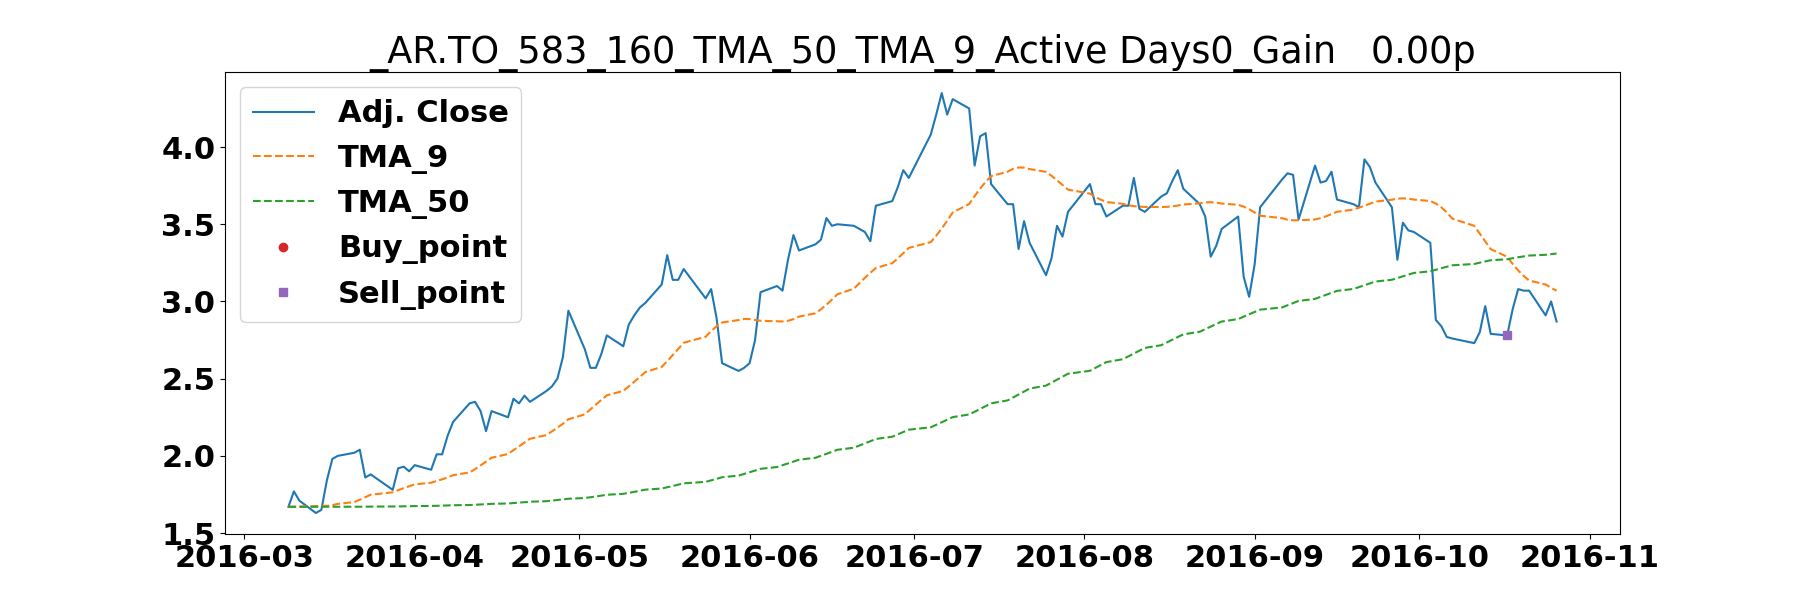 _AR.TO_583_160_TMA_50_TMA_9_Active Days0_Gain   0.00p
Adj. Close
TMA_9
TMA_50
Buy_point
Sell_point
4.0
3.5
3.0
2.5
2.0
1.5
2016-03 2016-04 2016-05 2016-06 2016-07 2016-08 2016-09 2016-10 2016-11